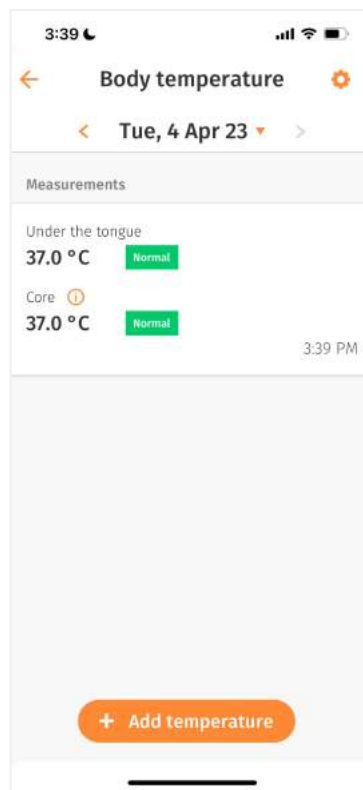 3:39
Body temperature
Tue, 4 Apr 23
Measurements
Under the tongue
37.0 °C Normal
Core
37.0 °C Normal
3:39 PM
+ Add temperature